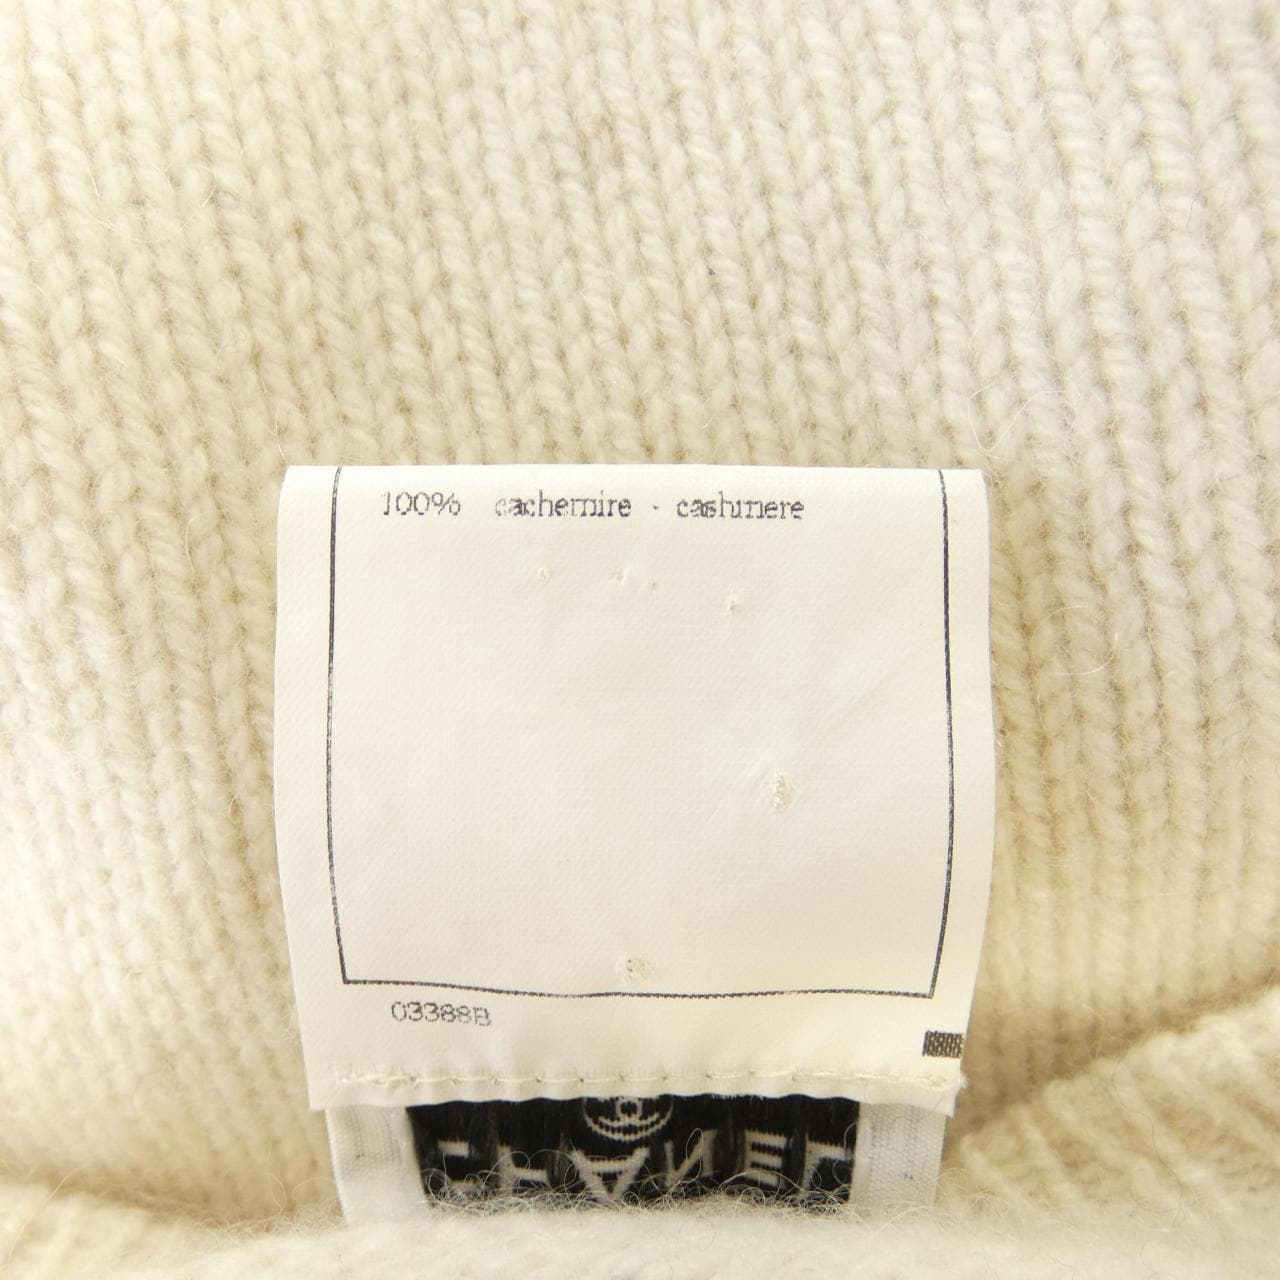 100% cachemire - cashmere
03388B
CHANEL